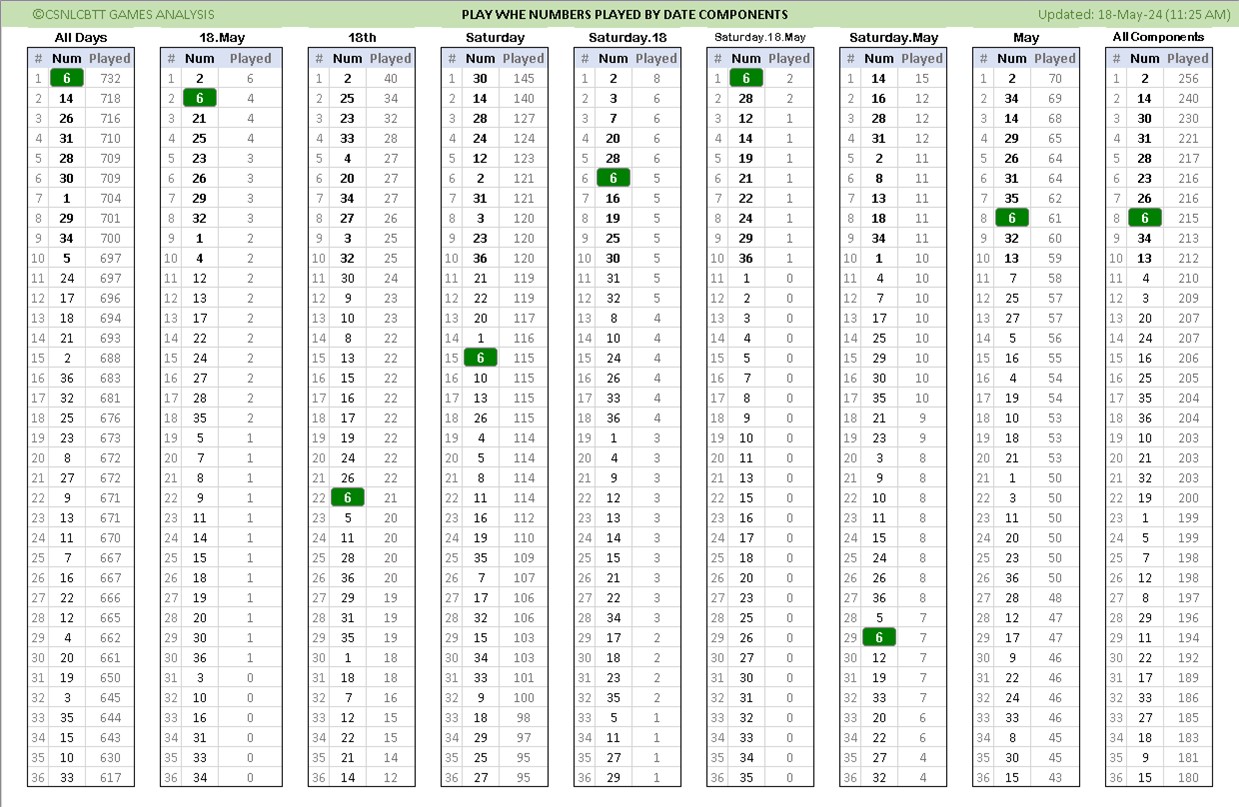 ©CSNLCBTT GAMES ANALYSIS PLAY WHE NUMBERS PLAYED BY DATE COMPONENTS Updated: 18-May-24 (11:25 AM)
All Days 18.May 18th Saturday Saturday.18 Saturday.18.May Saturday.May May All Components
# Num Played # Num Played # Num Played # Num Played # Num Played # Num Played # Num Played # Num Played # Num Played
1 6 732 1 2 6 1 2 40 1 30 145 1 2 8 1 6 2 1 14 15 1 2 70 1 2 256
2 14 718 2 6 4 2 25 34 2 14 140 2 3 6 2 28 2 2 16 12 2 34 69 2 14 240
3 26 716 3 21 4 3 23 32 3 28 127 3 7 6 3 12 1 3 28 12 3 14 68 3 30 230
4 31 710 4 25 4 4 33 28 4 24 124 4 20 6 4 14 1 4 31 12 4 29 65 4 31 221
5 28 709 5 23 3 5 4 27 5 12 123 5 28 6 5 19 1 5 2 11 5 26 64 5 28 217
6 30 709 6 26 3 6 20 27 6 2 121 6 6 5 6 21 1 6 8 11 6 31 64 6 23 216
7 1 704 7 29 3 7 34 27 7 31 121 7 16 5 7 22 1 7 13 11 7 35 62 7 26 216
8 29 701 8 32 3 8 27 26 8 3 120 8 19 5 8 24 1 8 18 11 8 6 61 8 6 215
9 34 700 9 1 2 9 3 25 9 23 120 9 25 5 9 29 1 9 34 11 9 32 60 9 34 213
10 5 697 10 4 2 10 32 25 10 36 120 10 30 5 10 36 1 10 1 10 10 13 59 10 13 212
11 24 697 11 12 2 11 30 24 11 21 119 11 31 5 11 1 0 11 4 10 11 7 58 11 4 210
12 17 696 12 13 2 12 9 23 12 22 119 12 32 5 12 2 0 12 7 10 12 25 57 12 3 209
13 18 694 13 17 2 13 10 23 13 20 117 13 8 4 13 3 0 13 17 10 13 27 57 13 20 207
14 21 693 14 22 2 14 8 22 14 1 116 14 10 4 14 4 0 14 25 10 14 5 56 14 24 207
15 2 688 15 24 2 15 13 22 15 6 115 15 24 4 15 5 0 15 29 10 15 16 55 15 16 206
16 36 683 16 27 2 16 15 22 16 10 115 16 26 4 16 7 0 16 30 10 16 4 54 16 25 205
17 32 681 17 28 2 17 16 22 17 13 115 17 33 4 17 8 0 17 35 10 17 19 54 17 35 204
18 25 676 18 35 2 18 17 22 18 26 115 18 36 4 18 9 0 18 21 9 18 10 53 18 36 204
19 23 673 19 5 1 19 19 22 19 4 114 19 1 3 19 10 0 19 23 9 19 18 53 19 10 203
20 8 672 20 7 1 20 24 22 20 5 114 20 4 3 20 11 0 20 3 8 20 21 53 20 21 203
21 27 672 21 8 1 21 26 22 21 8 114 21 9 3 21 13 0 21 9 8 21 1 50 21 32 203
22 9 671 22 9 1 22 6 21 22 11 114 22 12 3 22 15 0 22 10 8 22 3 50 22 19 200
23 13 671 23 11 1 23 5 20 23 16 112 23 13 3 23 16 0 23 11 8 23 11 50 23 1 199
24 11 670 24 14 1 24 11 20 24 19 110 24 14 3 24 17 0 24 15 8 24 20 50 24 5 199
25 7 667 25 15 1 25 28 20 25 35 109 25 15 3 25 18 0 25 24 8 25 23 50 25 7 198
26 16 667 26 18 1 26 36 20 26 7 107 26 21 3 26 20 0 26 26 8 26 36 50 26 12 198
27 22 666 27 19 1 27 29 19 27 17 106 27 22 3 27 23 0 27 36 8 27 28 48 27 8 197
28 12 665 28 20 1 28 31 19 28 32 106 28 34 3 28 25 0 28 5 7 28 12 47 28 29 196
29 4 662 29 30 1 29 35 19 29 15 103 29 17 2 29 26 0 29 6 7 29 17 47 29 11 194
30 20 661 30 36 1 30 1 18 30 34 103 30 18 2 30 27 0 30 12 7 30 9 46 30 22 192
31 19 650 31 3 0 31 18 18 31 33 101 31 23 2 31 30 0 31 19 7 31 22 46 31 17 189
32 3 645 32 10 0 32 7 16 32 9 100 32 35 2 32 31 0 32 33 7 32 24 46 32 33 186
33 35 644 33 16 0 33 12 15 33 18 98 33 5 1 33 32 0 33 20 6 33 33 46 33 27 185
34 15 643 34 31 0 34 22 15 34 29 97 34 11 1 34 33 0 34 22 6 34 8 45 34 18 183
35 10 630 35 33 0 35 21 14 35 25 95 35 27 1 35 34 0 35 27 4 35 30 45 35 9 181
36 33 617 36 34 0 36 14 12 36 27 95 36 29 1 36 35 0 36 32 4 36 15 43 36 15 180